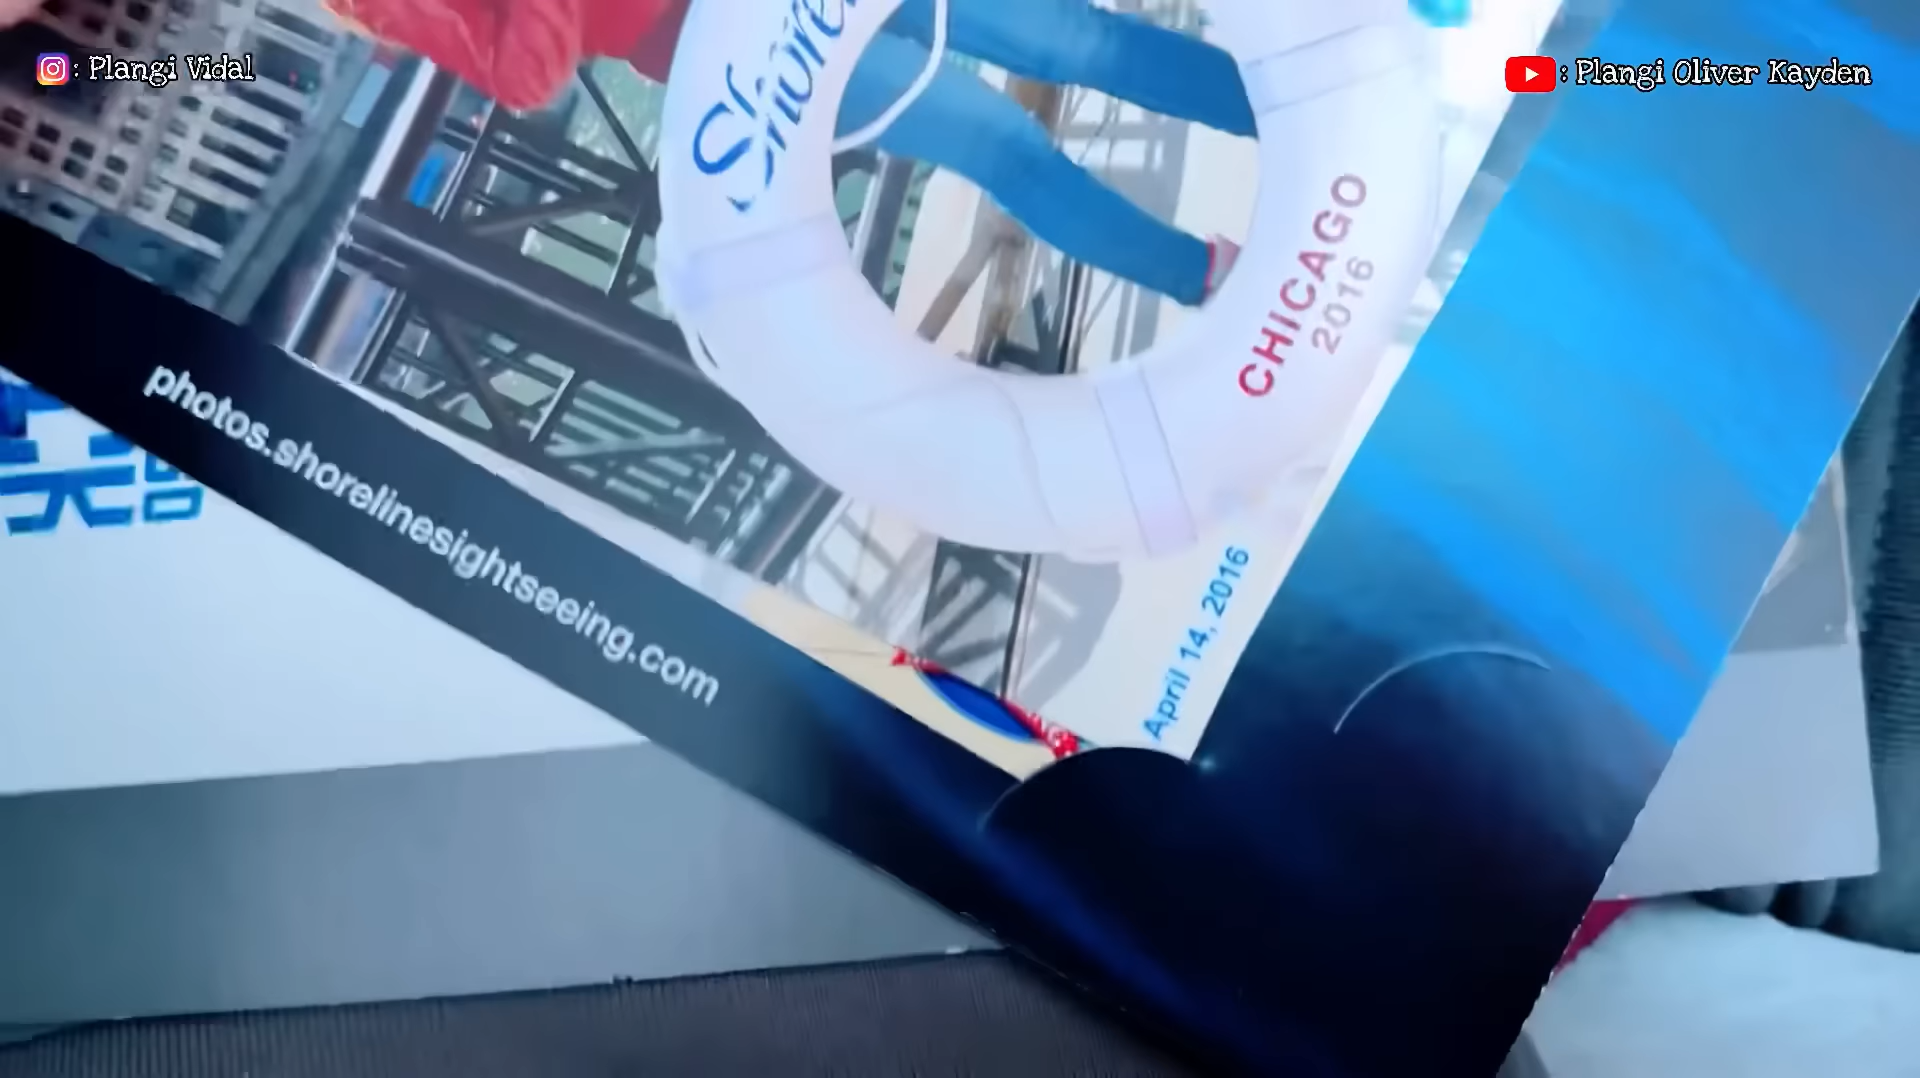 : Plangi Vidal
: Plangi Oliver Kayden
CHICAGO
2016
April 14, 2016
photos.shorelinesightseeing.com